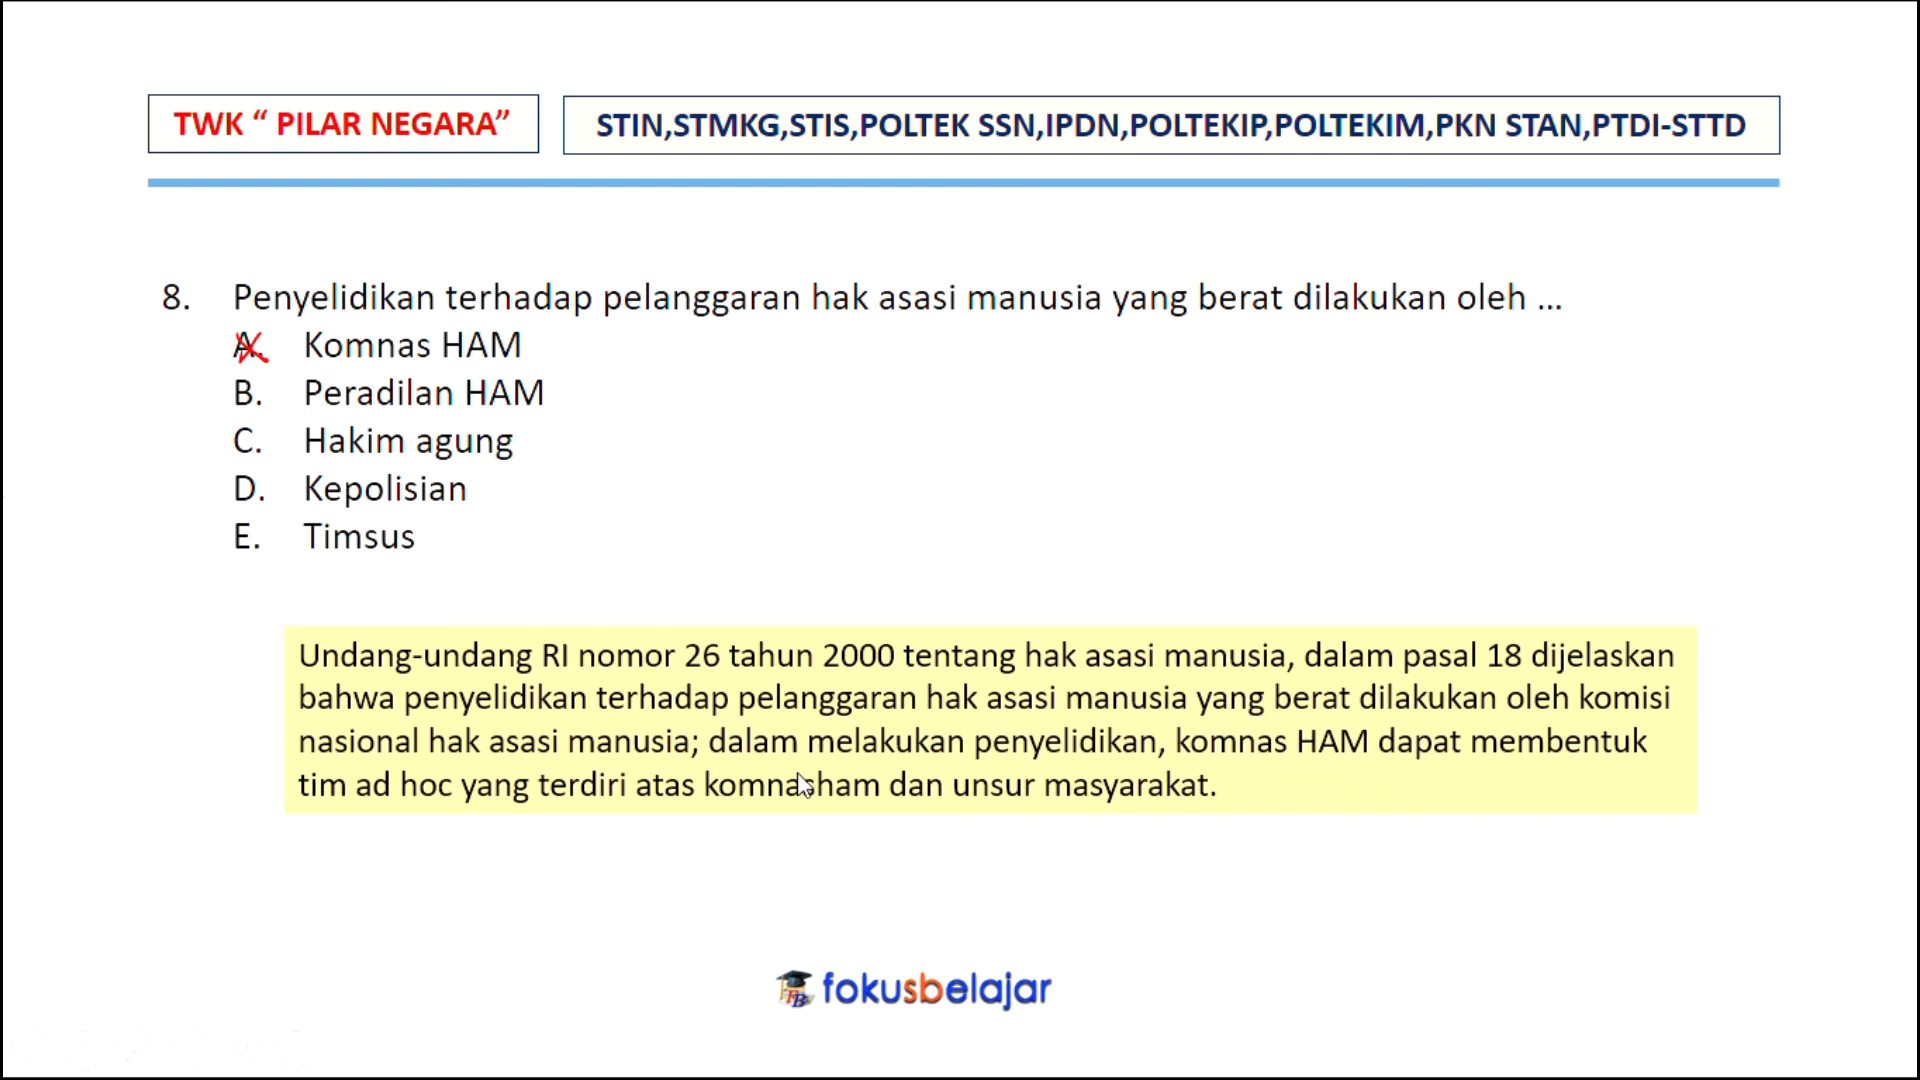 TWK “ PILAR NEGARA”
STIN,STMKG,STIS,POLTEK SSN,IPDN,POLTEKIP,POLTEKIM,PKN STAN,PTDI-STTD
8. Penyelidikan terhadap pelanggaran hak asasi manusia yang berat dilakukan oleh ...
A. Komnas HAM
B. Peradilan HAM
C. Hakim agung
D. Kepolisian
E. Timsus
Undang-undang RI nomor 26 tahun 2000 tentang hak asasi manusia, dalam pasal 18 dijelaskan
bahwa penyelidikan terhadap pelanggaran hak asasi manusia yang berat dilakukan oleh komisi
nasional hak asasi manusia; dalam melakukan penyelidikan, komnas HAM dapat membentuk
tim ad hoc yang terdiri atas komnasham dan unsur masyarakat.
FB fokusbelajar